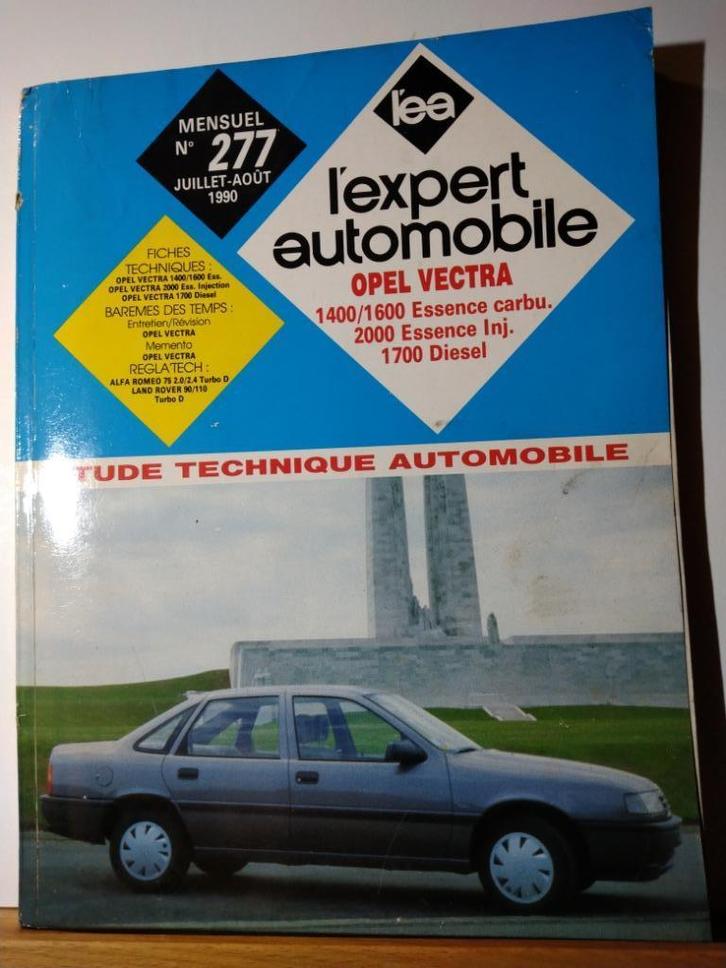 MENSUEL
N° 277
JUILLET-AOÛT
1990
l'ea
l'expert
automobile
OPEL VECTRA
1400/1600 Essence carbu.
2000 Essence Inj.
1700 Diesel
FICHES
TECHNIQUES :
OPEL VECTRA 1400/1600 Ess.
OPEL VECTRA 2000 Ess. Injection
OPEL VECTRA 1700 Diesel
BAREMES DES TEMPS :
Entretien/Révision
OPEL VECTRA
Memento
OPEL VECTRA
REGLA'TECH :
ALFA ROMEO 75 2.0/2.4 Turbo D
LAND ROVER 90/110
Turbo D
TUDE TECHNIQUE AUTOMOBILE